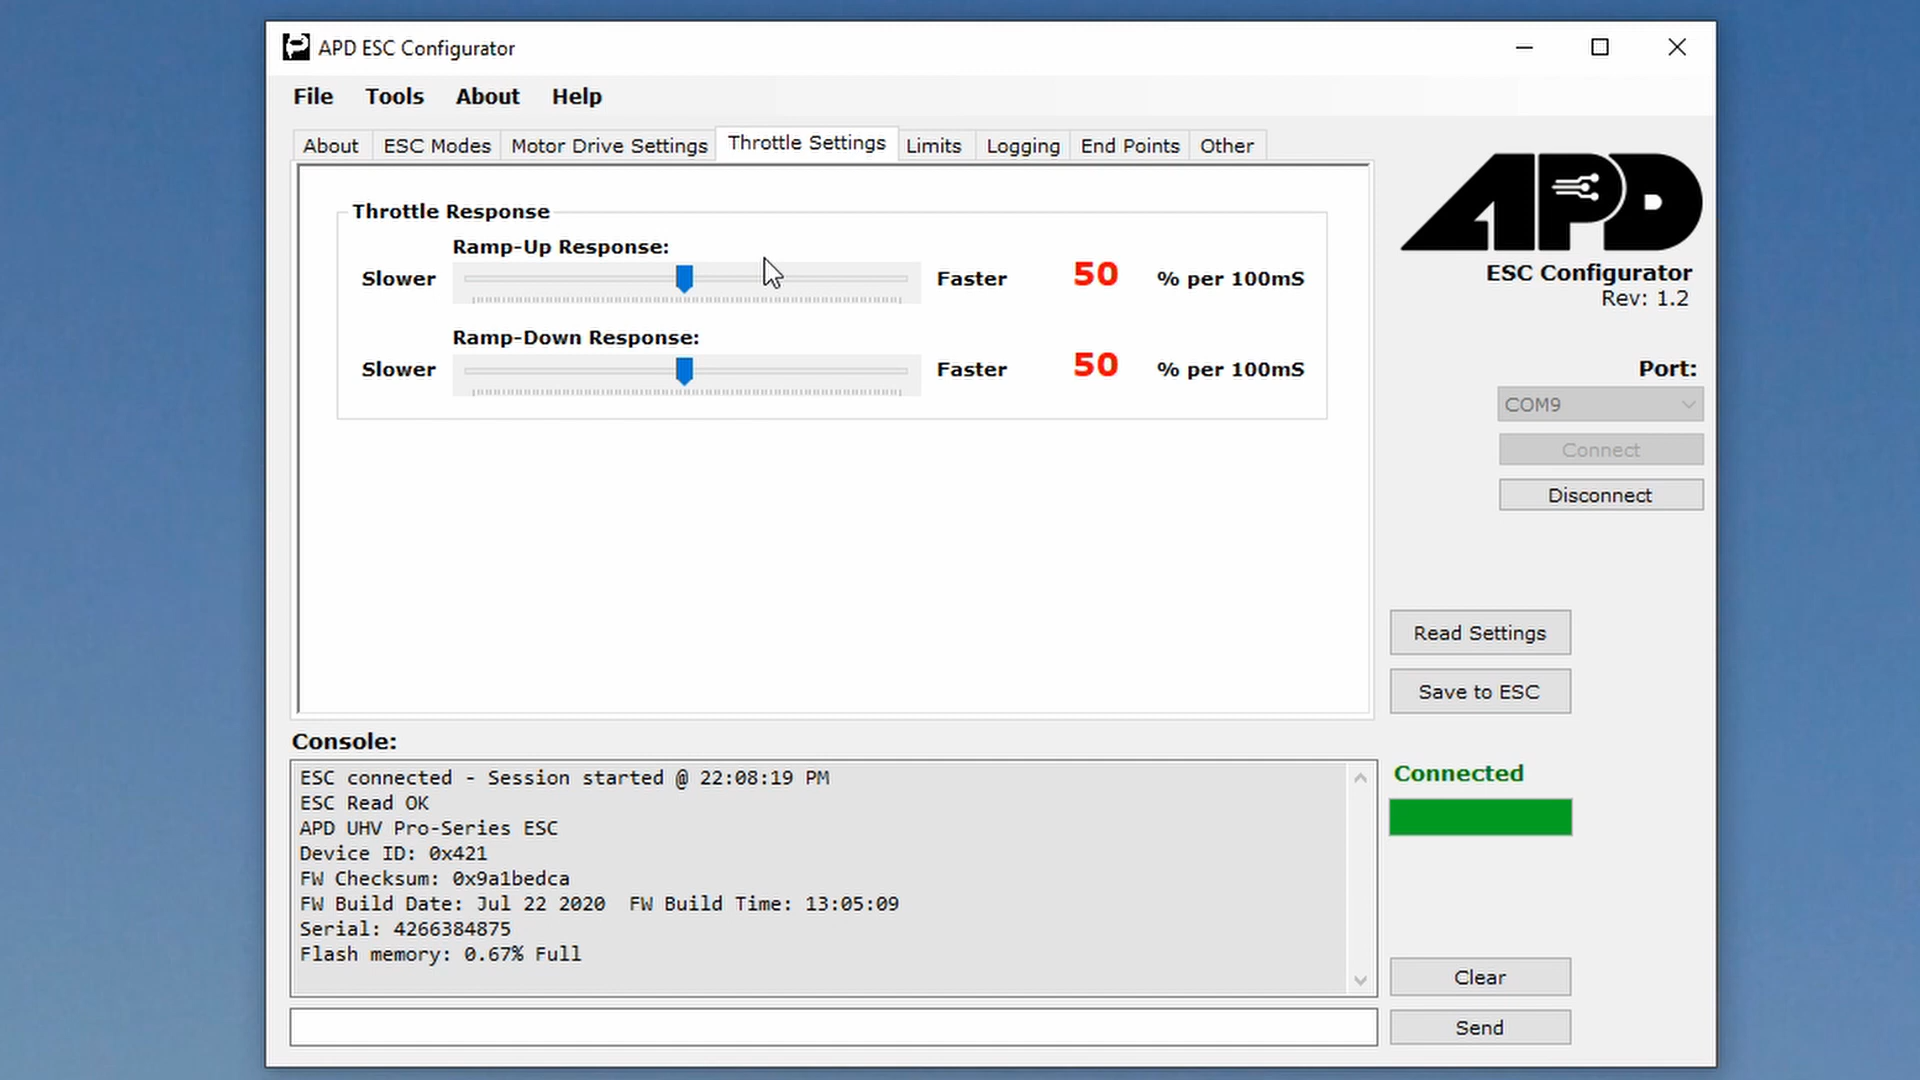 APD ESC Configurator
File Tools About Help
About ESC Modes Motor Drive Settings Throttle Settings Limits Logging End Points Other
Throttle Response
Ramp-Up Response:
Slower Faster 50 % per 100mS
Ramp-Down Response:
Slower Faster 50 % per 100mS
APD
ESC Configurator
Rev: 1.2
Port:
COM9
Connect
Disconnect
Read Settings
Save to ESC
Console:
ESC connected - Session started @ 22:08:19 PM
ESC Read OK
APD UHV Pro-Series ESC
Device ID: 0x421
FW Checksum: 0x9a1bedca
FW Build Date: Jul 22 2020 FW Build Time: 13:05:09
Serial: 4266384875
Flash memory: 0.67% Full
Connected
Clear
Send